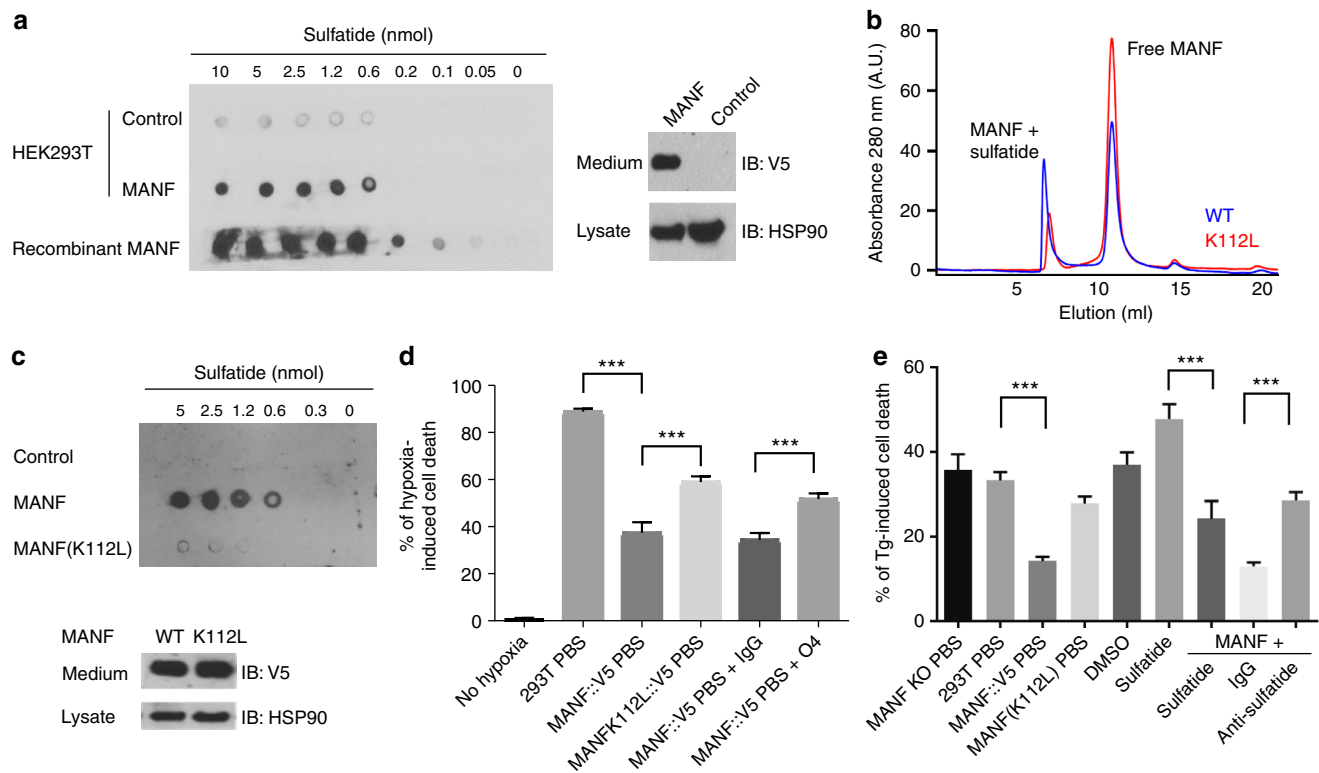 a
Sulfatide (nmol)
10 5 2.5 1.2 0.6 0.2 0.1 0.05 0
Control
HEK293T
MANF
Recombinant MANF
MANF Control
Medium IB: V5
Lysate IB: HSP90
b
Absorbance 280 nm (A.U.)
80
60
40
20
0
Free MANF
MANF +
sulfatide
WT
K112L
5 10 15 20
Elution (ml)
c
Sulfatide (nmol)
5 2.5 1.2 0.6 0.3 0
Control
MANF
MANF(K112L)
MANF WT K112L
Medium IB: V5
Lysate IB: HSP90
d
% of hypoxia-
induced cell death
100
80
60
40
20
0
***
***
***
No hypoxia
293T PBS
MANF::V5 PBS
MANFK112L::V5 PBS
MANF::V5 PBS + IgG
MANF::V5 PBS + O4
e
% of Tg-induced cell death
60
40
20
0
***
***
***
MANF KO PBS
293T PBS
MANF::V5 PBS
MANF(K112L) PBS
DMSO
Sulfatide
MANF +
Sulfatide
IgG
Anti-sulfatide